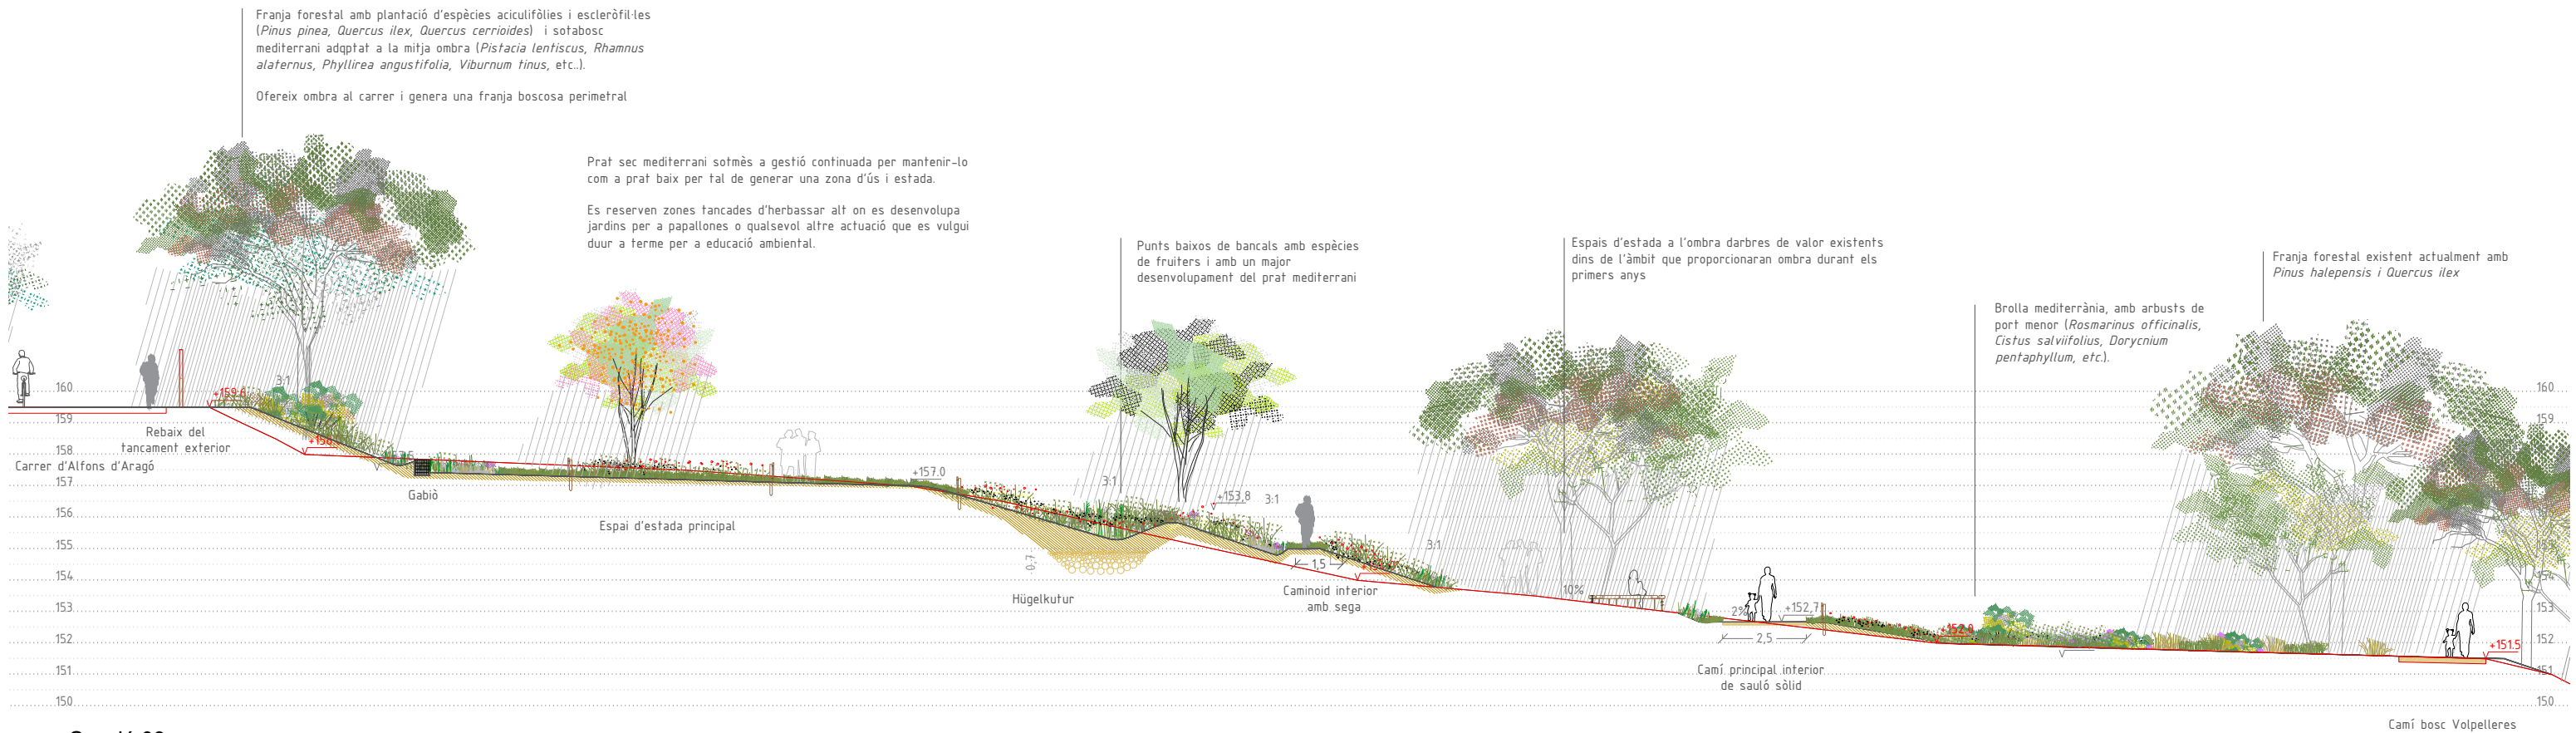 Franja forestal amb plantació d'espècies aciculifòlies i escleròfil·les
(Pinus pinea, Quercus ilex, Quercus cerrioides) i sotabosc
mediterrani adqptat a la mitja ombra (Pistacia lentiscus, Rhamnus
alaternus, Phyllirea angustifolia, Viburnum tinus, etc..).
Ofereix ombra al carrer i genera una franja boscosa perimetral
Prat sec mediterrani sotmès a gestió continuada per mantenir-lo
com a prat baix per tal de generar una zona d'ús i estada.
Es reserven zones tancades d'herbassar alt on es desenvolupa
jardins per a papallones o qualsevol altre actuació que es vulgui
duur a terme per a educació ambiental.
Punts baixos de bancals amb espècies
de fruiters i amb un major
desenvolupament del prat mediterrani
Espais d'estada a l'ombra darbres de valor existents
dins de l'àmbit que proporcionaran ombra durant els
primers anys
Brolla mediterrània, amb arbusts de
port menor (Rosmarinus officinalis,
Cistus salviifolius, Dorycnium
pentaphyllum, etc.).
Franja forestal existent actualment amb
Pinus halepensis i Quercus ilex
160
159
158
157
156
155
154
153
152
151
150
+159.6
3:1
Rebaix del
tancament exterior
Carrer d'Alfons d'Aragó
Gabiò
Espai d'estada principal
+157.0
3:1
0,7
Hügelkutur
+153,8
3:1
1,5
Caminoid interior
amb sega
3:1
10%
2%
+152,7
2,5
Camí principal interior
de sauló sòlid
+152.0
+151.5
160
159
154
153
152
151
150
Camí bosc Volpelleres